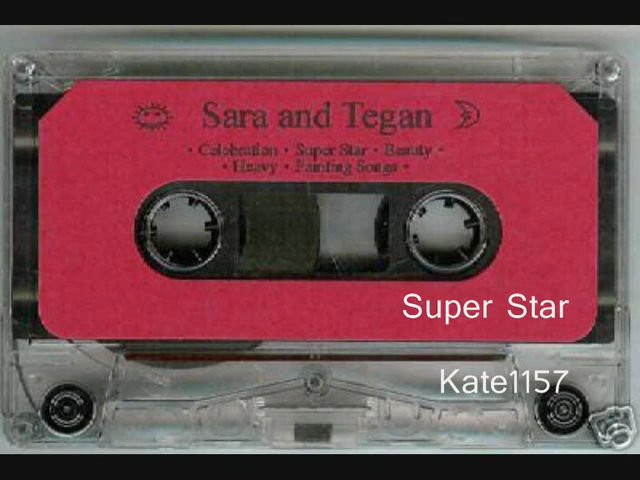 Sara and Tegan
• Celebration • Super Star • Beauty •
• Heavy • Painting Songs •
Super Star
Kate1157